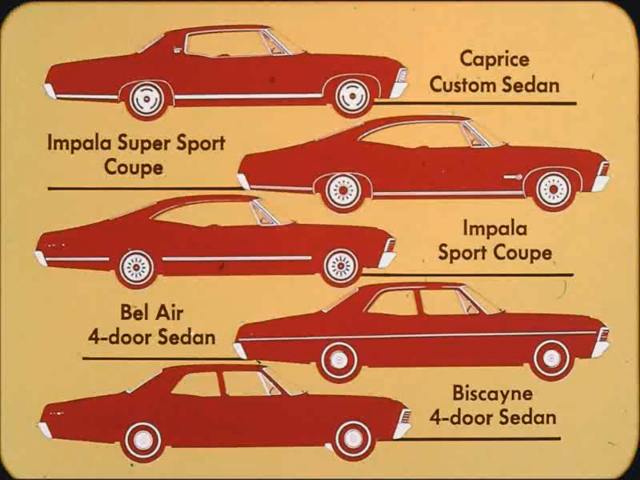 Caprice
Custom Sedan
Impala Super Sport
Coupe
Impala
Sport Coupe
Bel Air
4-door Sedan
Biscayne
4-door Sedan